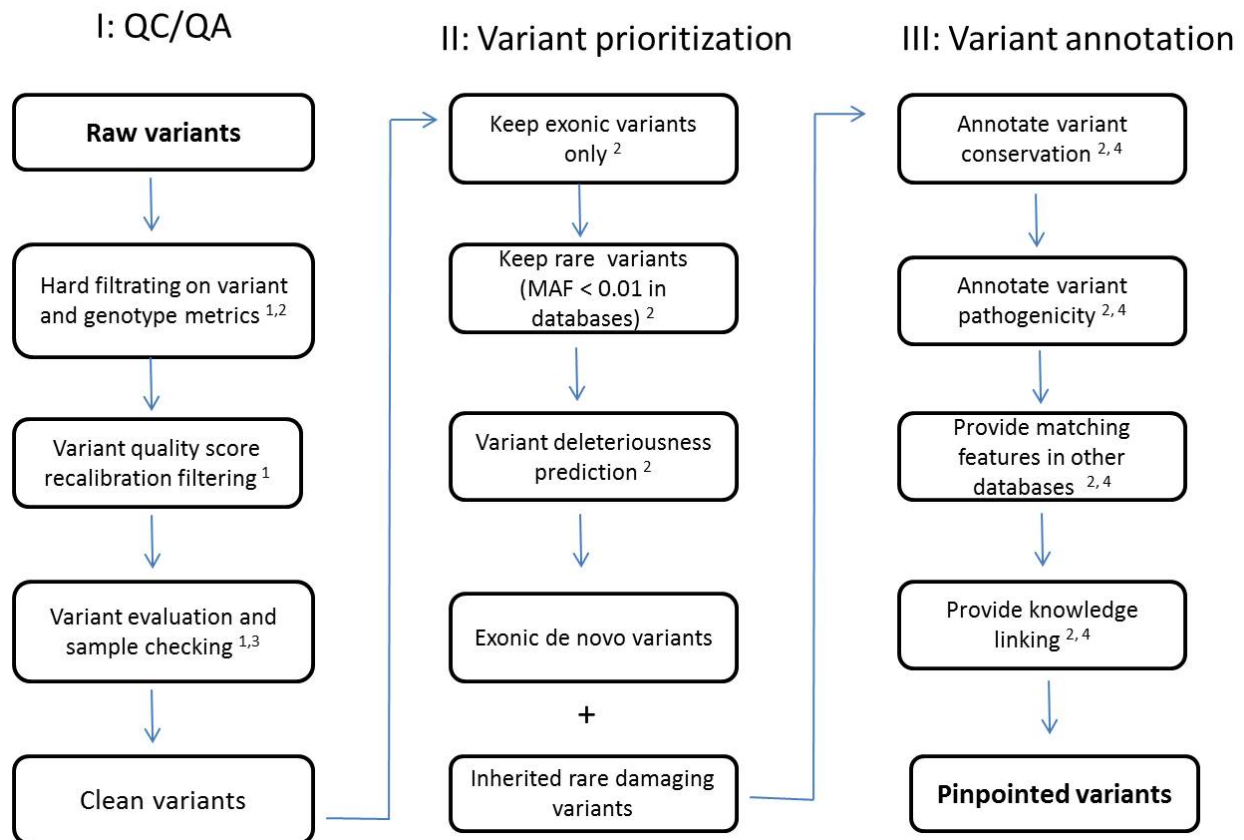 I: QC/QA
Raw variants
Hard filtrating on variant
and genotype metrics 1,2
Variant quality score
recalibration filtering 1
Variant evaluation and
sample checking 1,3
Clean variants
II: Variant prioritization
Keep exonic variants
only 2
Keep rare variants
(MAF < 0.01 in
databases) 2
Variant deleteriousness
prediction 2
Exonic de novo variants
+
Inherited rare damaging
variants
III: Variant annotation
Annotate variant
conservation 2, 4
Annotate variant
pathogenicity 2, 4
Provide matching
features in other
databases 2, 4
Provide knowledge
linking 2, 4
Pinpointed variants